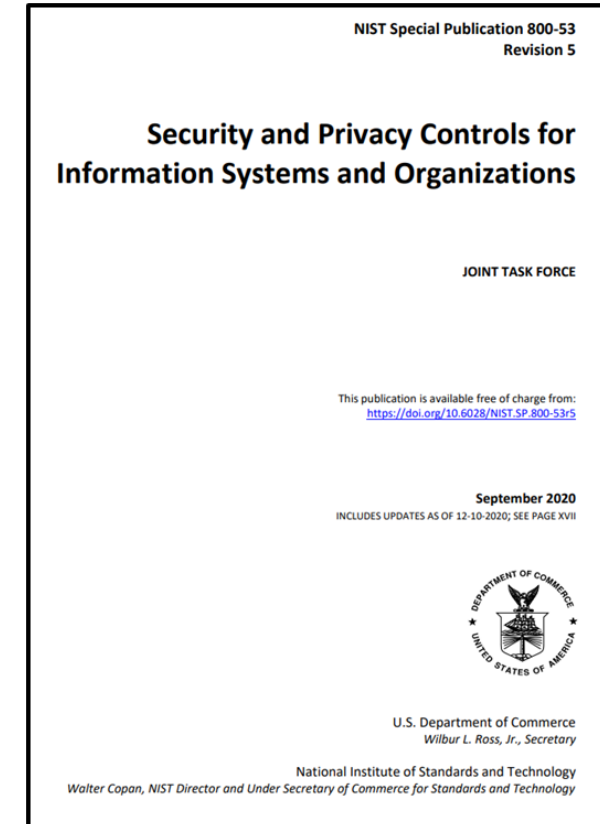 NIST Special Publication 800-53
Revision 5
Security and Privacy Controls for
Information Systems and Organizations
JOINT TASK FORCE
This publication is available free of charge from:
https://doi.org/10.6028/NIST.SP.800-53r5
September 2020
INCLUDES UPDATES AS OF 12-10-2020; SEE PAGE XVII
DEPARTMENT OF COMMERCE
UNITED STATES OF AMERICA
U.S. Department of Commerce
Wilbur L. Ross, Jr., Secretary
National Institute of Standards and Technology
Walter Copan, NIST Director and Under Secretary of Commerce for Standards and Technology